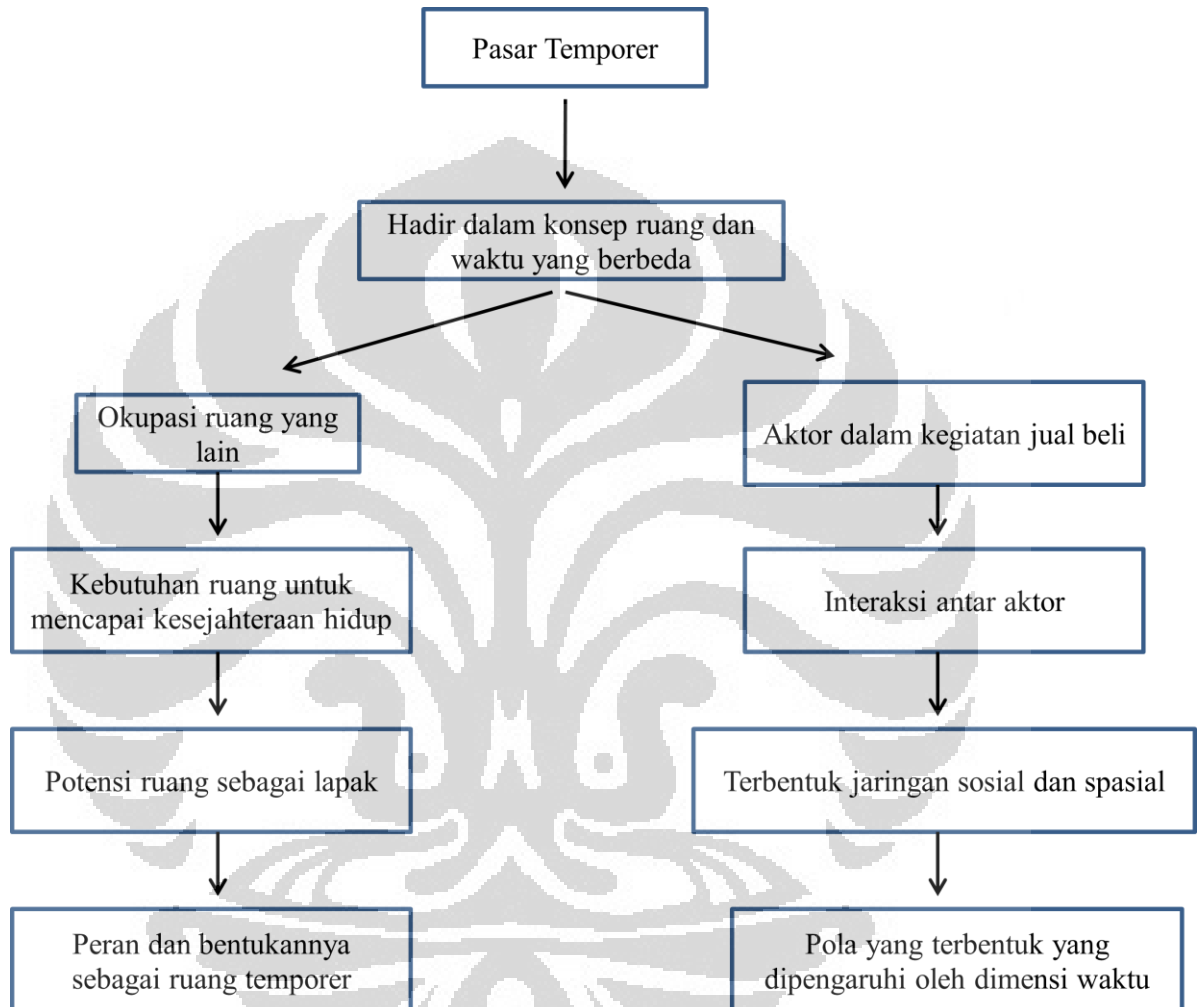 Pasar Temporer
Hadir dalam konsep ruang dan
waktu yang berbeda
Okupasi ruang yang
lain
Kebutuhan ruang untuk
mencapai kesejahteraan hidup
Potensi ruang sebagai lapak
Peran dan bentukannya
sebagai ruang temporer
Aktor dalam kegiatan jual beli
Interaksi antar aktor
Terbentuk jaringan sosial dan spasial
Pola yang terbentuk yang
dipengaruhi oleh dimensi waktu